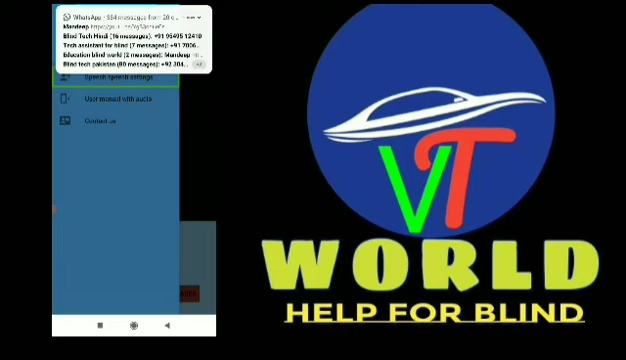 WhatsApp
Mandeep
Blind Tech Hindi (16 messages): +91 95495 12410
Tech assistant for blind (7 messages): +91 7006...
Education blind world (2 messages): Mandeep
Blind tech pakistan (80 messages): +92 304...
speech settings
User manual with audio
Contact us
VT
WORLD
HELP FOR BLIND